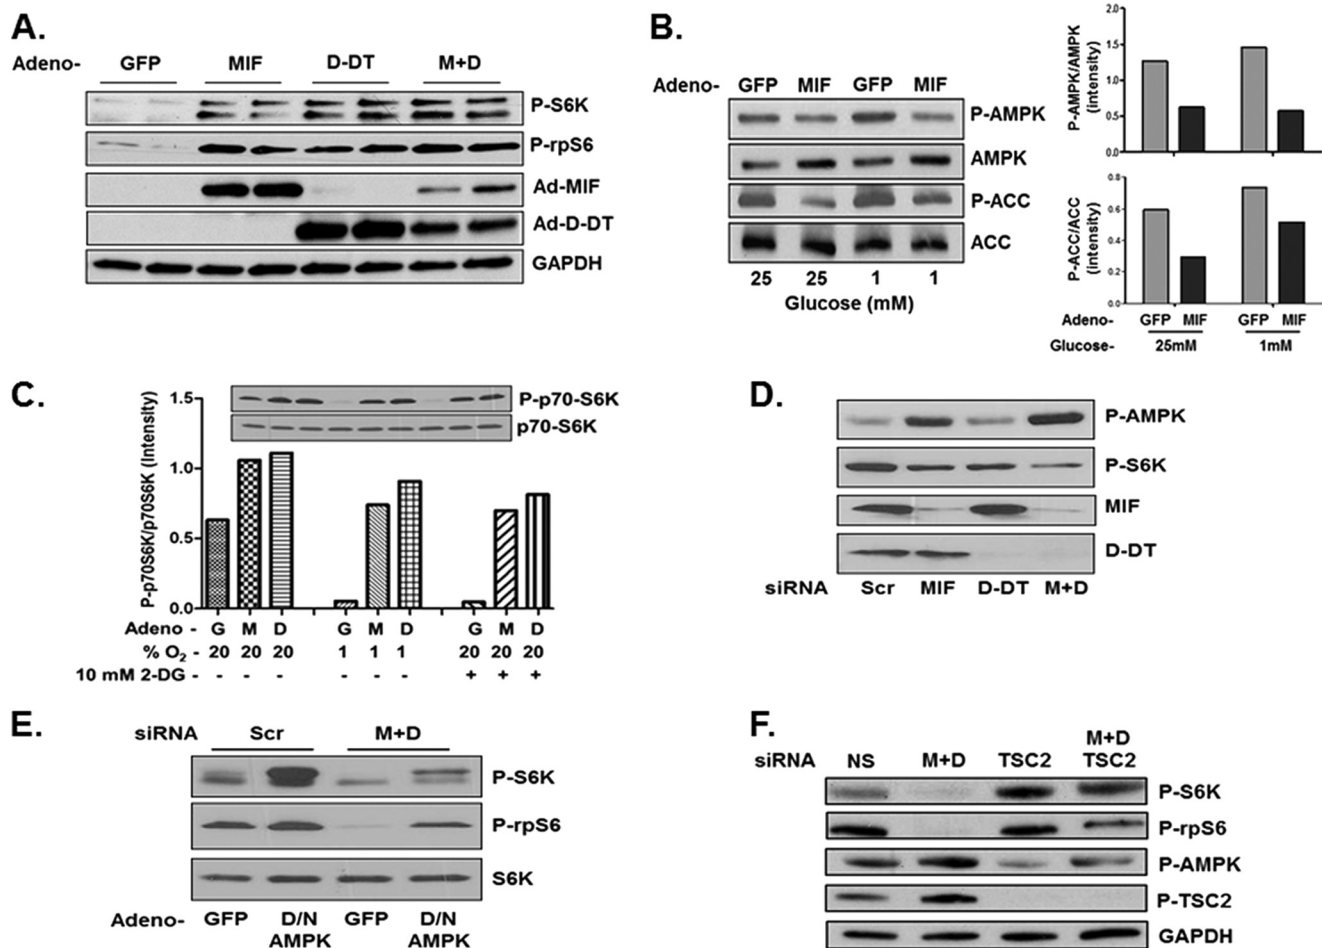 A.
Adeno- GFP MIF D-DT M+D
P-S6K
P-rpS6
Ad-MIF
Ad-D-DT
GAPDH
B.
Adeno- GFP MIF GFP MIF
P-AMPK
AMPK
P-ACC
ACC
25 25 1 1
Glucose (mM)
P-AMPK/AMPK
(intensity)
2.0
1.5
1.0
0.5
0.0
P-ACC/ACC
(intensity)
0.8
0.6
0.4
0.2
0.0
Adeno- GFP MIF GFP MIF
Glucose- 25mM 1mM
C.
P-p70-S6K
p70-S6K
P-p70S6K/p70S6K (Intensity)
1.5
1.0
0.5
0.0
Adeno - G M D G M D G M D
% O₂ - 20 20 20 1 1 1 20 20 20
10 mM 2-DG - - - - - - + + +
D.
P-AMPK
P-S6K
MIF
D-DT
siRNA Scr MIF D-DT M+D
E.
siRNA Scr M+D
P-S6K
P-rpS6
S6K
Adeno- GFP D/N GFP D/N
AMPK AMPK
F.
M+D
siRNA NS M+D TSC2 TSC2
P-S6K
P-rpS6
P-AMPK
P-TSC2
GAPDH